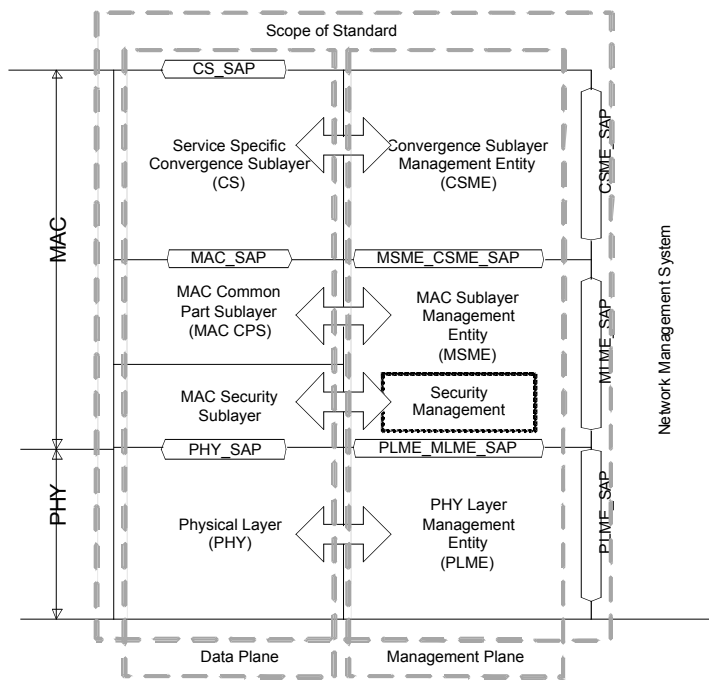 Scope of Standard
CS_SAP
Service Specific
Convergence Sublayer
(CS)
Convergence Sublayer
Management Entity
(CSME)
CSME_SAP
MAC
MAC_SAP
MSME_CSME_SAP
MAC Common
Part Sublayer
(MAC CPS)
MAC Sublayer
Management
Entity
(MSME)
MLME_SAP
Network Management System
MAC Security
Sublayer
Security
Management
PHY_SAP
PLME_MLME_SAP
PHY
Physical Layer
(PHY)
PHY Layer
Management
Entity
(PLME)
PLME_SAP
Data Plane
Management Plane